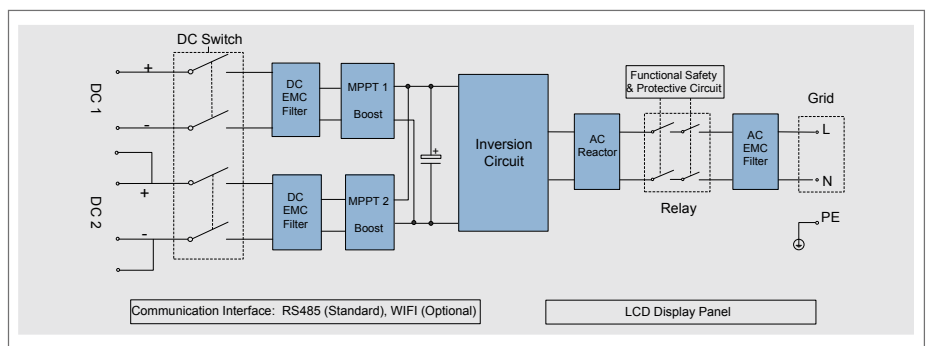 DC Switch
DC 1
+
-
DC
EMC
Filter
MPPT 1
Boost
+
Inversion
Circuit
AC
Reactor
Functional Safety
& Protective Circuit
Relay
AC
EMC
Filter
Grid
L
N
PE
DC 2
+
-
DC
EMC
Filter
MPPT 2
Boost
Communication Interface: RS485 (Standard), WIFI (Optional)
LCD Display Panel